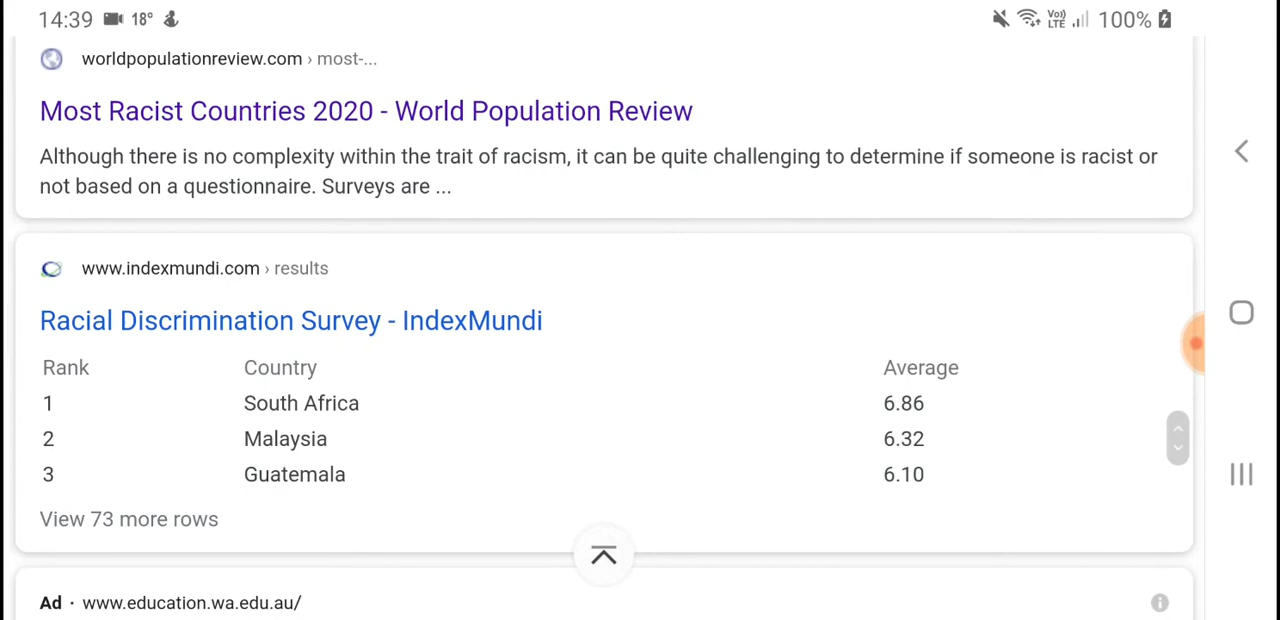 14:39 18° Vo)) LTE 100%
worldpopulationreview.com › most-...
Most Racist Countries 2020 - World Population Review
Although there is no complexity within the trait of racism, it can be quite challenging to determine if someone is racist or
not based on a questionnaire. Surveys are ...
www.indexmundi.com › results
Racial Discrimination Survey - IndexMundi
Rank Country Average
1 South Africa 6.86
2 Malaysia 6.32
3 Guatemala 6.10
View 73 more rows
Ad · www.education.wa.edu.au/